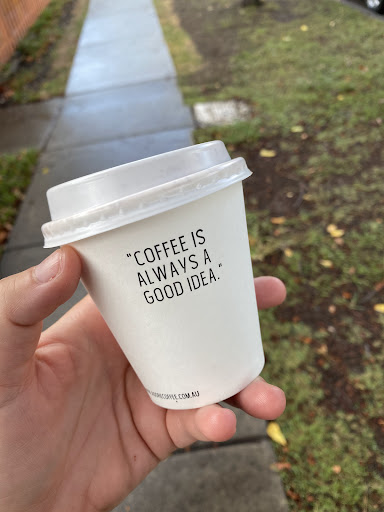 "COFFEE IS
ALWAYS A
GOOD IDEA."